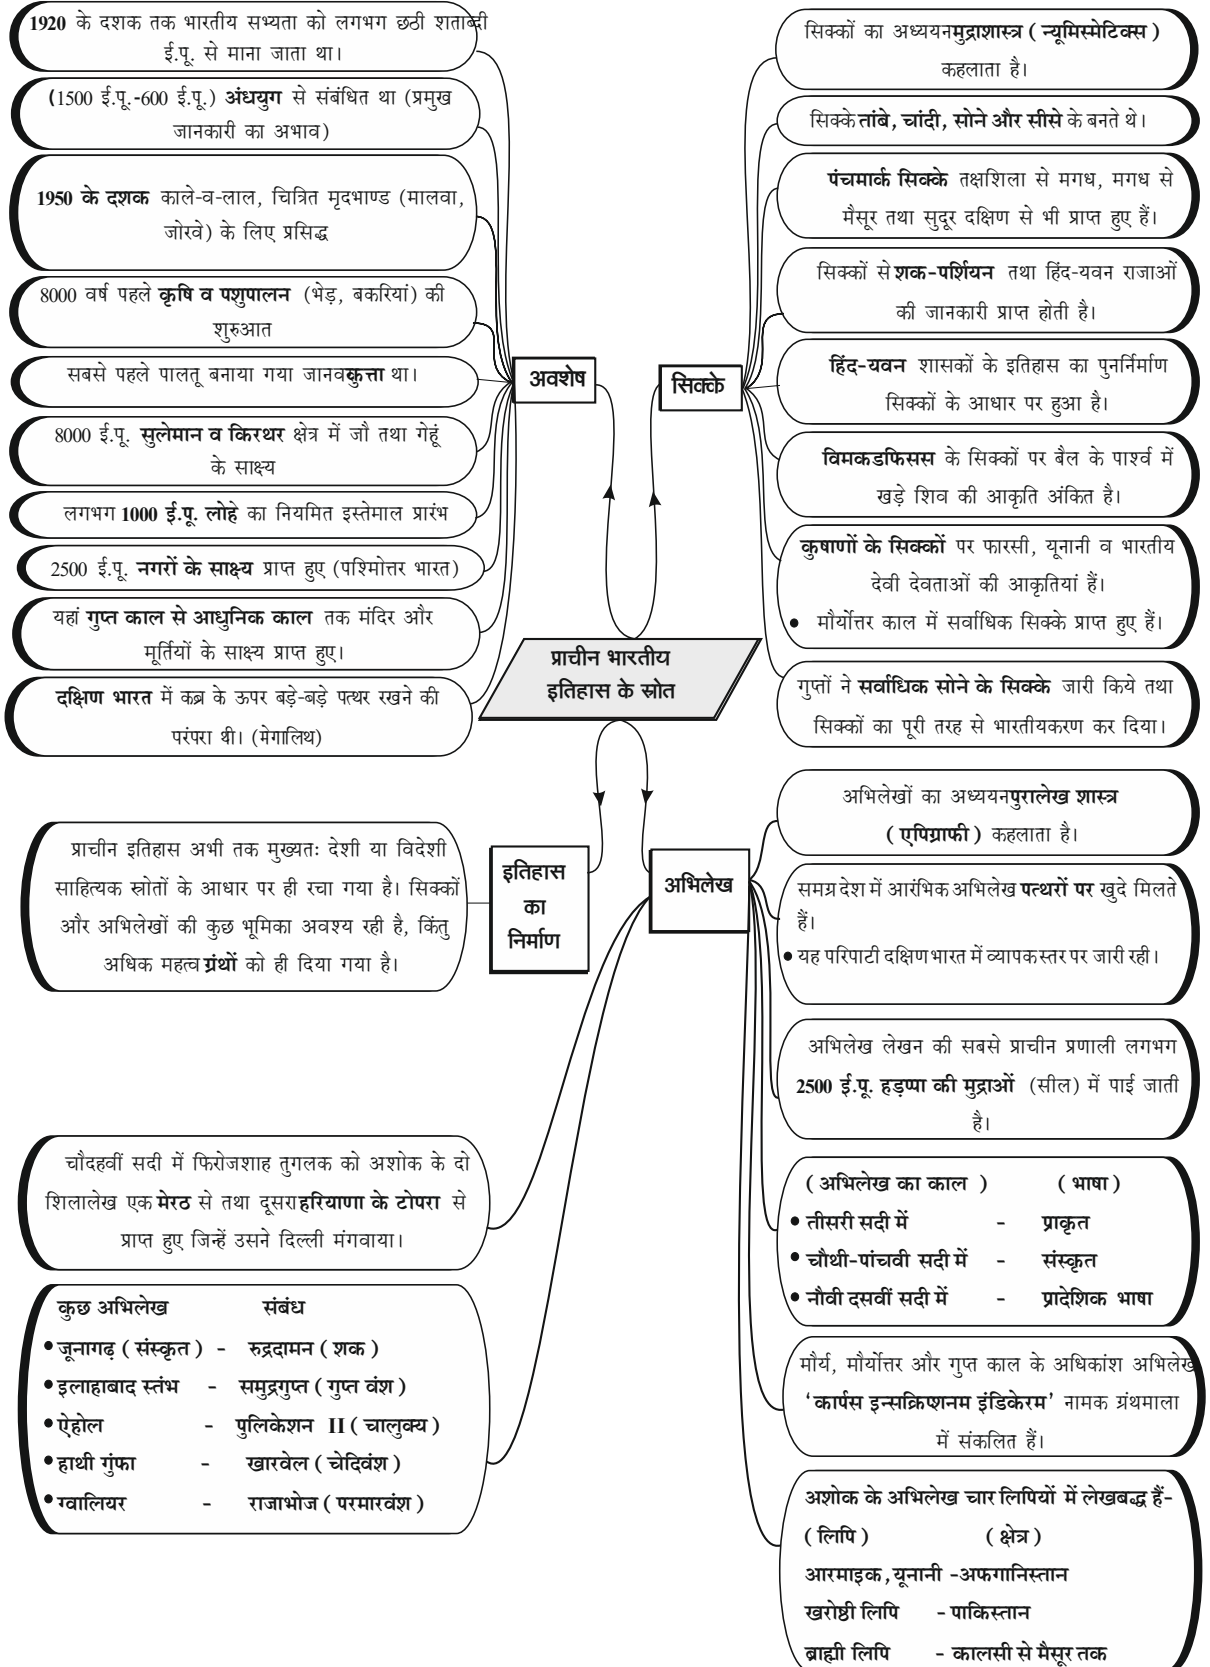 1920 के दशक तक भारतीय सभ्यता को लगभग छठी शताब्दी
ई.पू. से माना जाता था।
(1500 ई.पू.-600 ई.पू.) अंधयुग से संबंधित था (प्रमुख
जानकारी का अभाव)
1950 के दशक काले-व-लाल, चित्रित मृदभाण्ड (मालवा,
जोरवे) के लिए प्रसिद्ध
8000 वर्ष पहले कृषि व पशुपालन (भेड़, बकरियां) की
शुरुआत
सबसे पहले पालतू बनाया गया जानवकुत्ता था।
8000 ई.पू. सुलेमान व किरथर क्षेत्र में जौ तथा गेहूं
के साक्ष्य
लगभग 1000 ई.पू. लोहे का नियमित इस्तेमाल प्रारंभ
2500 ई.पू. नगरों के साक्ष्य प्राप्त हुए (पश्मिोत्तर भारत)
यहां गुप्त काल से आधुनिक काल तक मंदिर और
मूर्तियों के साक्ष्य प्राप्त हुए।
दक्षिण भारत में कब्र के ऊपर बड़े-बड़े पत्थर रखने की
परंपरा थी। (मेगालिथ)
अवशेष
सिक्के
सिक्कों का अध्ययनमुद्राशास्त्र ( न्यूमिस्मेटिक्स )
कहलाता है।
सिक्के तांबे, चांदी, सोने और सीसे के बनते थे।
पंचमार्क सिक्के तक्षशिला से मगध, मगध से
मैसूर तथा सुदूर दक्षिण से भी प्राप्त हुए हैं।
सिक्कों से शक-पर्शियन तथा हिंद-यवन राजाओं
की जानकारी प्राप्त होती है।
हिंद-यवन शासकों के इतिहास का पुनर्निर्माण
सिक्कों के आधार पर हुआ है।
विमकडफिसस के सिक्कों पर बैल के पार्श्व में
खड़े शिव की आकृति अंकित है।
कुषाणों के सिक्कों पर फारसी, यूनानी व भारतीय
देवी देवताओं की आकृतियां हैं।
• मौर्योत्तर काल में सर्वाधिक सिक्के प्राप्त हुए हैं।
गुप्तों ने सर्वाधिक सोने के सिक्के जारी किये तथा
सिक्कों का पूरी तरह से भारतीयकरण कर दिया।
प्राचीन भारतीय
इतिहास के स्रोत
प्राचीन इतिहास अभी तक मुख्यतः देशी या विदेशी
साहित्यक स्रोतों के आधार पर ही रचा गया है। सिक्कों
और अभिलेखों की कुछ भूमिका अवश्य रही है, किंतु
अधिक महत्व ग्रंथों को ही दिया गया है।
इतिहास
का
निर्माण
अभिलेख
अभिलेखों का अध्ययनपुरालेख शास्त्र
( एपिग्राफी ) कहलाता है।
समग्र देश में आरंभिक अभिलेख पत्थरों पर खुदे मिलते
हैं।
• यह परिपाटी दक्षिण भारत में व्यापक स्तर पर जारी रही।
अभिलेख लेखन की सबसे प्राचीन प्रणाली लगभग
2500 ई.पू. हड़प्पा की मुद्राओं (सील) में पाई जाती
है।
( अभिलेख का काल ) ( भाषा )
• तीसरी सदी में - प्राकृत
• चौथी-पांचवी सदी में - संस्कृत
• नौवी दसवीं सदी में - प्रादेशिक भाषा
मौर्य, मौर्योत्तर और गुप्त काल के अधिकांश अभिलेख
‘कार्पस इन्सक्रिप्शनम इंडिकेरम’ नामक ग्रंथमाला
में संकलित हैं।
अशोक के अभिलेख चार लिपियों में लेखबद्ध हैं-
( लिपि ) ( क्षेत्र )
आरमाइक ,यूनानी -अफगानिस्तान
खरोष्ठी लिपि - पाकिस्तान
ब्राह्मी लिपि - कालसी से मैसूर तक
चौदहवीं सदी में फिरोजशाह तुगलक को अशोक के दो
शिलालेख एक मेरठ से तथा दूसरा हरियाणा के टोपरा से
प्राप्त हुए जिन्हें उसने दिल्ली मंगवाया।
कुछ अभिलेख संबंध
• जूनागढ़ ( संस्कृत ) - रुद्रदामन ( शक )
• इलाहाबाद स्तंभ - समुद्रगुप्त ( गुप्त वंश )
• ऐहोल - पुलिकेशन II ( चालुक्य )
• हाथी गुंफा - खारवेल ( चेदिवंश )
• ग्वालियर - राजाभोज ( परमारवंश )